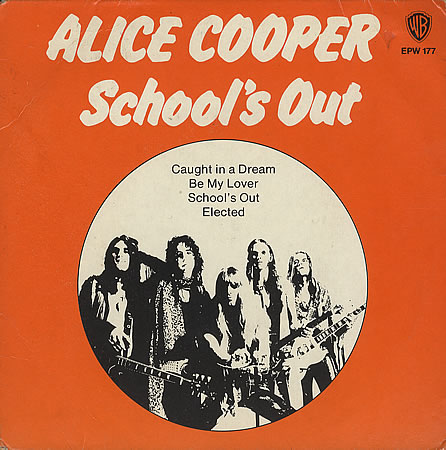 ALICE COOPER
WB
EPW 177
School's Out
Caught in a Dream
Be My Lover
School's Out
Elected